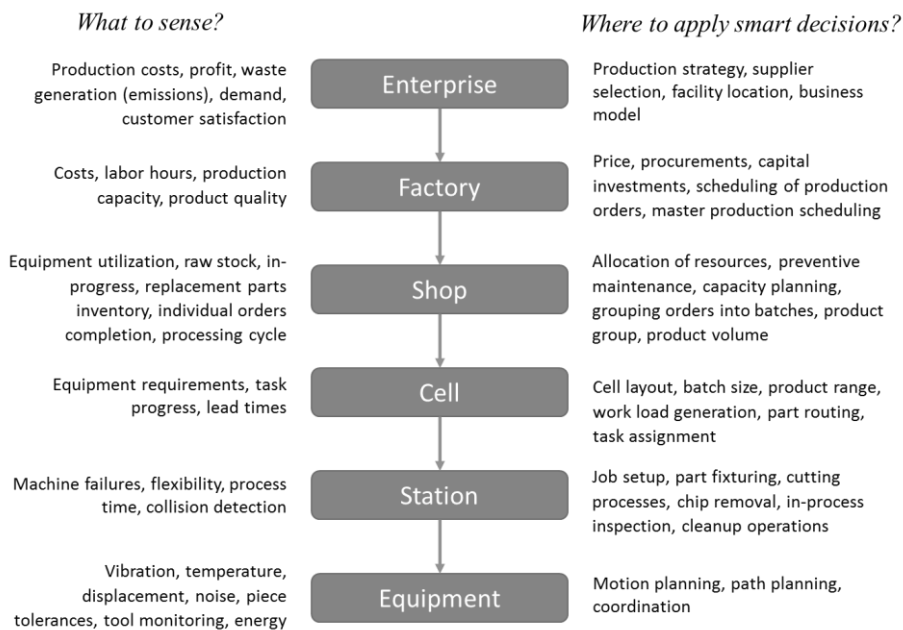 What to sense?
Where to apply smart decisions?
Production costs, profit, waste
generation (emissions), demand,
customer satisfaction
Enterprise
Production strategy, supplier
selection, facility location, business
model
Costs, labor hours, production
capacity, product quality
Factory
Price, procurements, capital
investments, scheduling of production
orders, master production scheduling
Equipment utilization, raw stock, in-
progress, replacement parts
inventory, individual orders
completion, processing cycle
Shop
Allocation of resources, preventive
maintenance, capacity planning,
grouping orders into batches, product
group, product volume
Equipment requirements, task
progress, lead times
Cell
Cell layout, batch size, product range,
work load generation, part routing,
task assignment
Machine failures, flexibility, process
time, collision detection
Station
Job setup, part fixturing, cutting
processes, chip removal, in-process
inspection, cleanup operations
Vibration, temperature,
displacement, noise, piece
tolerances, tool monitoring, energy
Equipment
Motion planning, path planning,
coordination